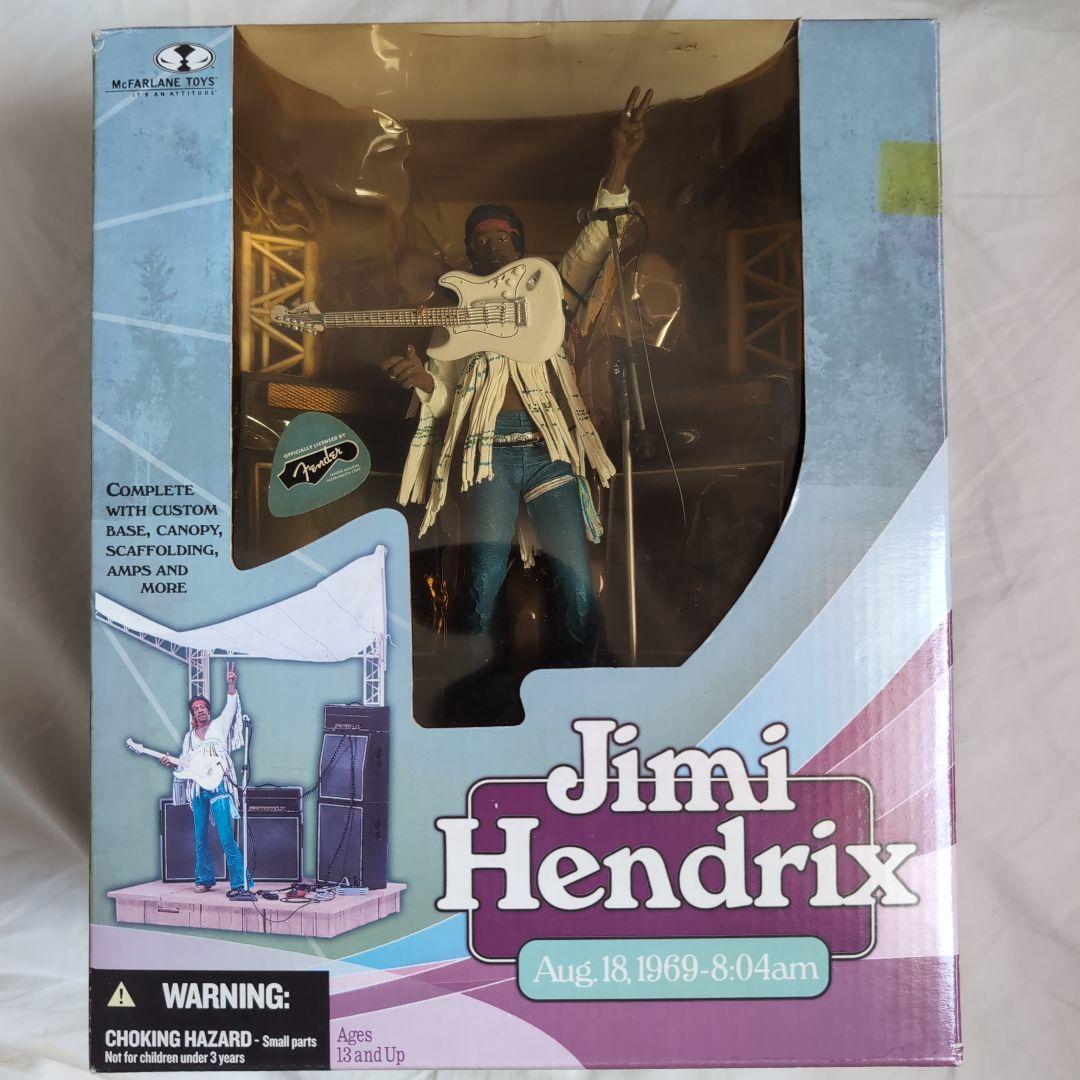 McFARLANE TOYS
IT'S AN ATTITUDE
OFFICIALLY LICENSED BY
Fender
COMPLETE
WITH CUSTOM
BASE, CANOPY,
SCAFFOLDING,
AMPS AND
MORE
Jimi
Hendrix
Aug. 18, 1969-8:04am
WARNING:
CHOKING HAZARD - Small parts
Not for children under 3 years
Ages
13 and Up